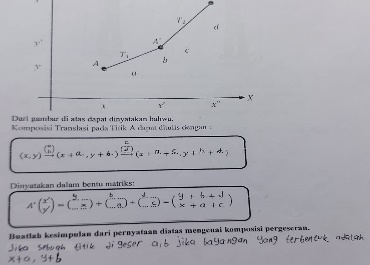 T₂
d
y'
A'
c
T₁
b
y
A
a
x
x'
x"
X
Dari gambar di atas dapat dinyatakan bahwa.
Komposisi Translasi pada Titik A dapat ditulis dengan :
(x, y) → (x + a, y + b) → (x + a + c, y + b + d)
Dinyatakan dalam bentu matriks:
Buatlah kesimpulan dari pernyataan diatas mengenai komposisi pergeseran.
Jika sebuah titik di geser a,b jika bayangan yang terbentuk adalah
x+a, y+b